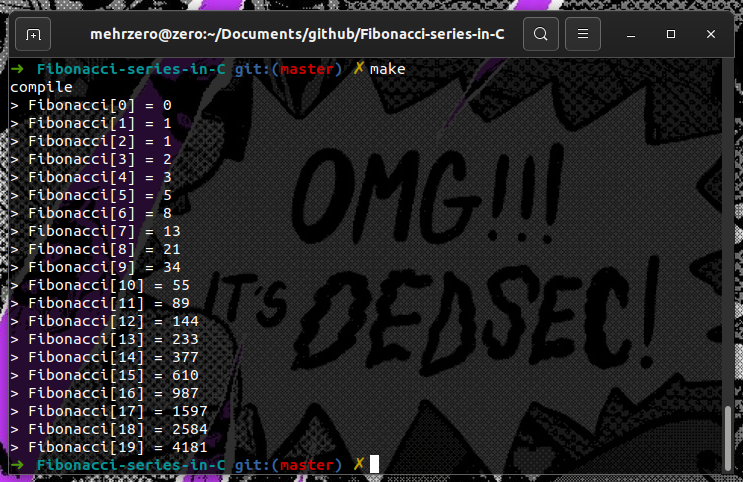 mehrzero@zero:~/Documents/github/Fibonacci-series-in-C
➜ Fibonacci-series-in-C git:(master) ✗ make
compile
> Fibonacci[0] = 0
> Fibonacci[1] = 1
> Fibonacci[2] = 1
> Fibonacci[3] = 2
> Fibonacci[4] = 3
> Fibonacci[5] = 5
> Fibonacci[6] = 8
> Fibonacci[7] = 13
> Fibonacci[8] = 21
> Fibonacci[9] = 34
> Fibonacci[10] = 55
> Fibonacci[11] = 89
> Fibonacci[12] = 144
> Fibonacci[13] = 233
> Fibonacci[14] = 377
> Fibonacci[15] = 610
> Fibonacci[16] = 987
> Fibonacci[17] = 1597
> Fibonacci[18] = 2584
> Fibonacci[19] = 4181
➜ Fibonacci-series-in-C git:(master) ✗
OMG!!!
IT'S DEDSEC!